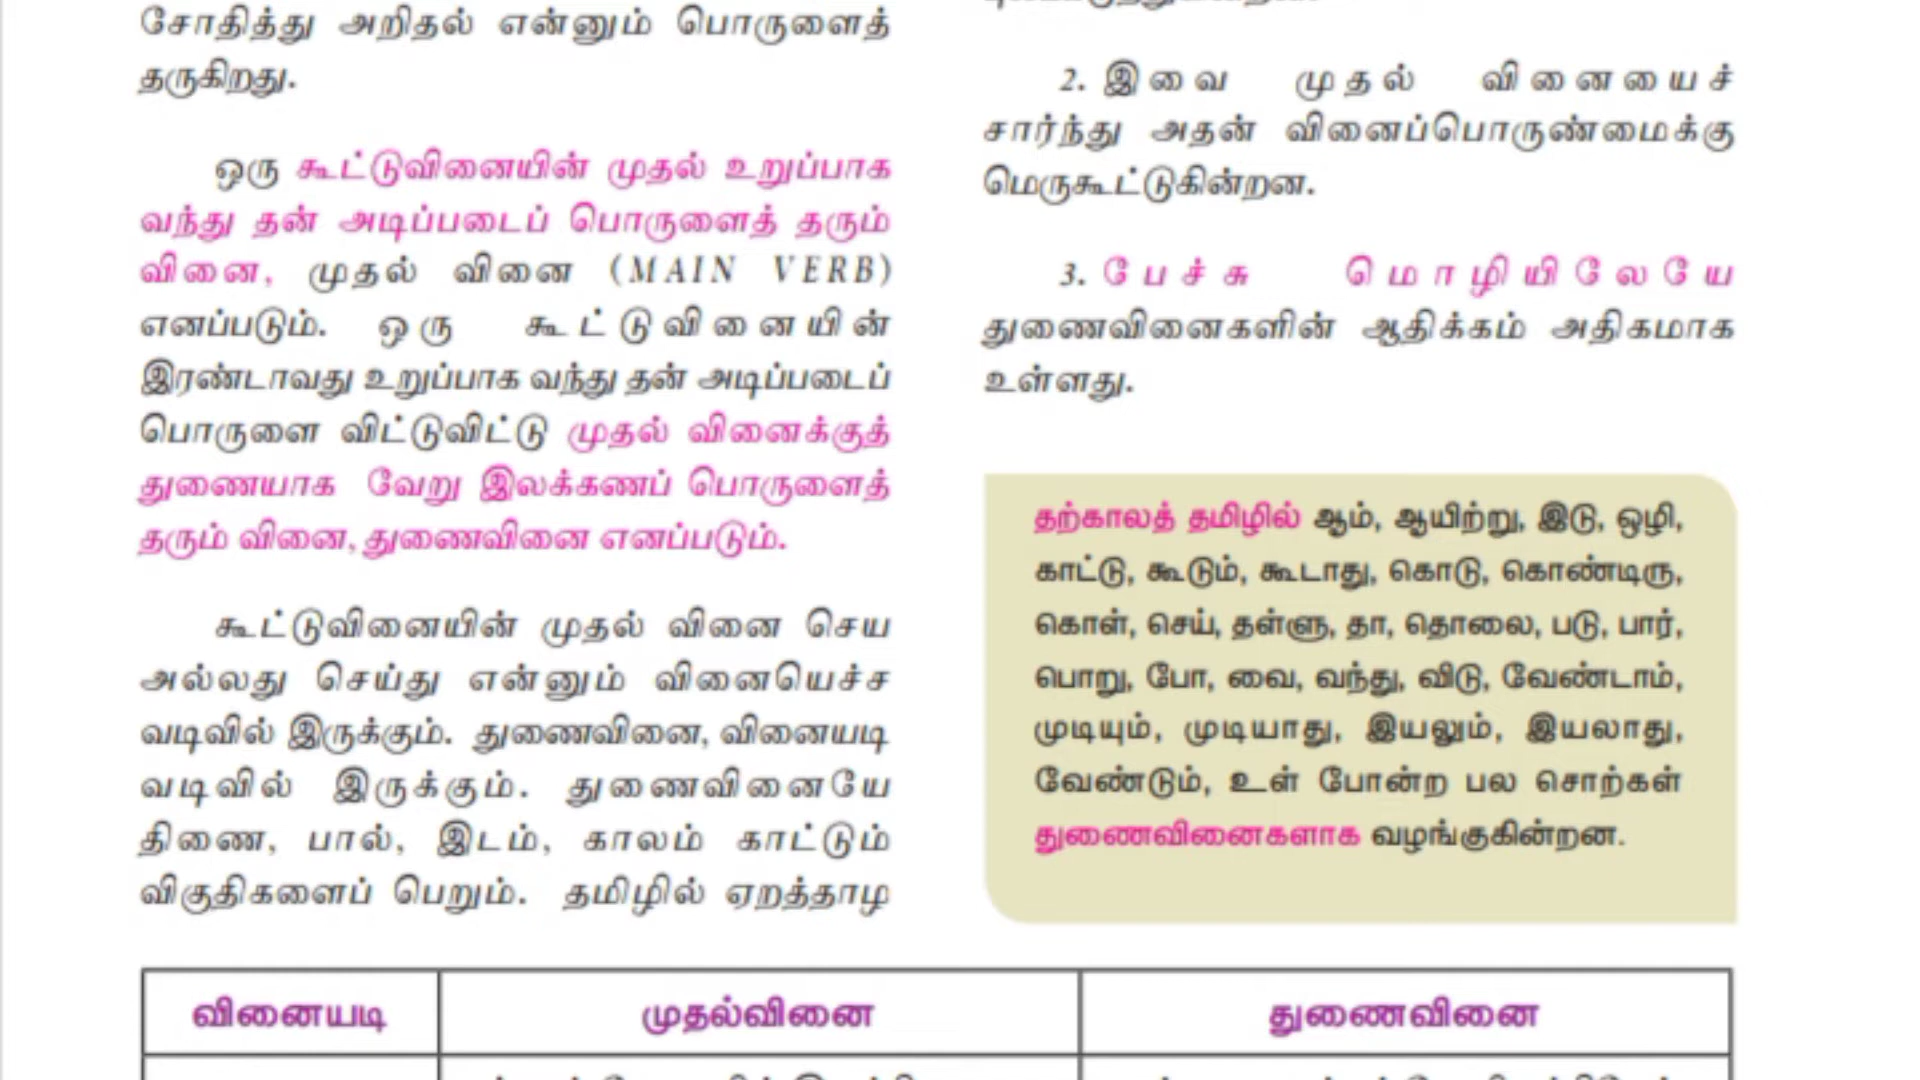 சோதித்து அறிதல் என்னும் பொருளைத்
தருகிறது.
ஒரு கூட்டுவினையின் முதல் உறுப்பாக
வந்து தன் அடிப்படைப் பொருளைத் தரும்
வினை, முதல் வினை (MAIN VERB)
எனப்படும். ஒரு கூட்டுவினையின்
இரண்டாவது உறுப்பாக வந்து தன் அடிப்படைப்
பொருளை விட்டுவிட்டு முதல் வினைக்குத்
துணையாக வேறு இலக்கணப் பொருளைத்
தரும் வினை, துணைவினை எனப்படும்.
கூட்டுவினையின் முதல் வினை செய
அல்லது செய்து என்னும் வினையெச்ச
வடிவில் இருக்கும். துணைவினை, வினையடி
வடிவில் இருக்கும். துணைவினையே
திணை, பால், இடம், காலம் காட்டும்
விகுதிகளைப் பெறும். தமிழில் ஏறத்தாழ
2. இவை முதல் வினையைச்
சார்ந்து அதன் வினைப்பொருண்மைக்கு
மெருகூட்டுகின்றன.
3. பேச்சு மொழியிலேயே
துணைவினைகளின் ஆதிக்கம் அதிகமாக
உள்ளது.
தற்காலத் தமிழில் ஆம், ஆயிற்று, இடு, ஒழி,
காட்டு, கூடும், கூடாது, கொடு, கொண்டிரு,
கொள், செய், தள்ளு, தா, தொலை, படு, பார்,
பொறு, போ, வை, வந்து, விடு, வேண்டாம்,
முடியும், முடியாது, இயலும், இயலாது,
வேண்டும், உள் போன்ற பல சொற்கள்
துணைவினைகளாக வழங்குகின்றன.
வினையடி முதல்வினை துணைவினை